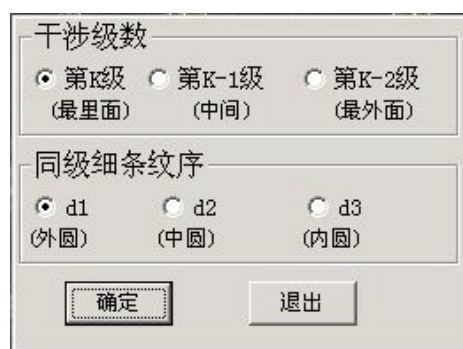 干涉级数
第K级 第K-1级 第K-2级
(最里面) (中间) (最外面)
同级细条纹序
d1 d2 d3
(外圆) (中圆) (内圆)
确定 退出